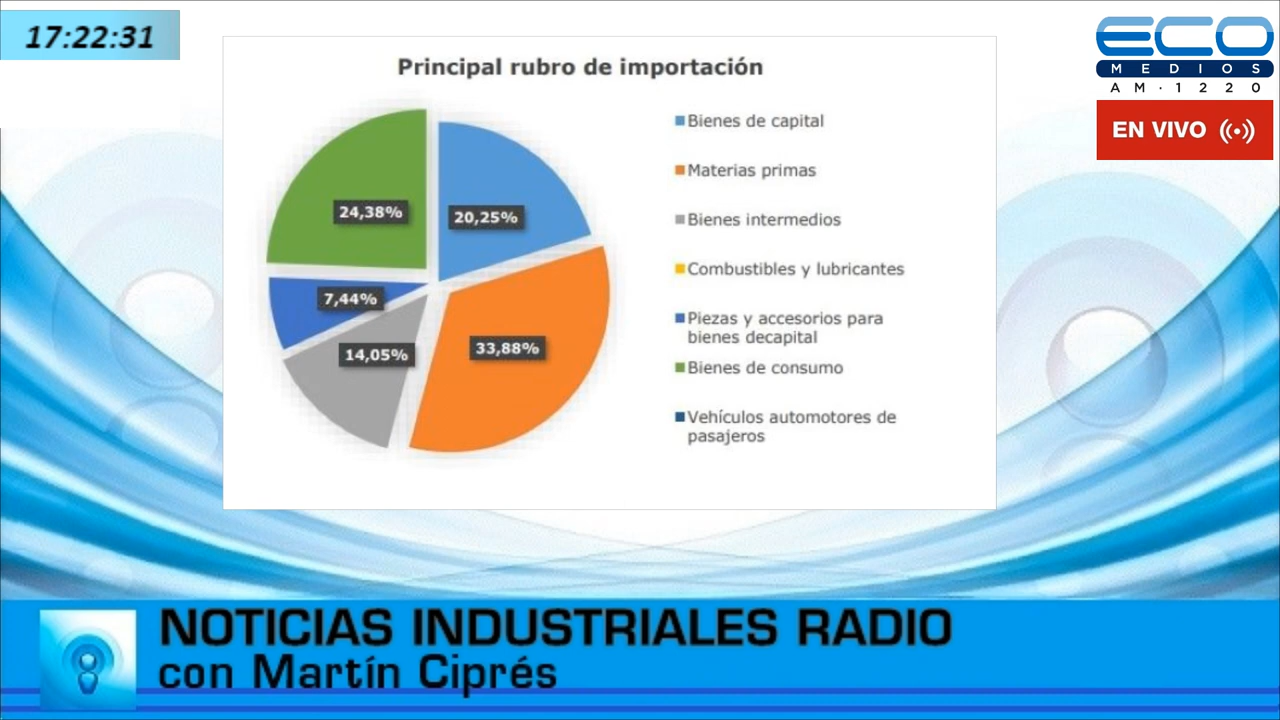 17:22:31
ECO
MEDIOS
AM·1220
EN VIVO
Principal rubro de importación
24,38%
20,25%
7,44%
14,05%
33,88%
Bienes de capital
Materias primas
Bienes intermedios
Combustibles y lubricantes
Piezas y accesorios para
bienes decapital
Bienes de consumo
Vehículos automotores de
pasajeros
NOTICIAS INDUSTRIALES RADIO
con Martín Ciprés